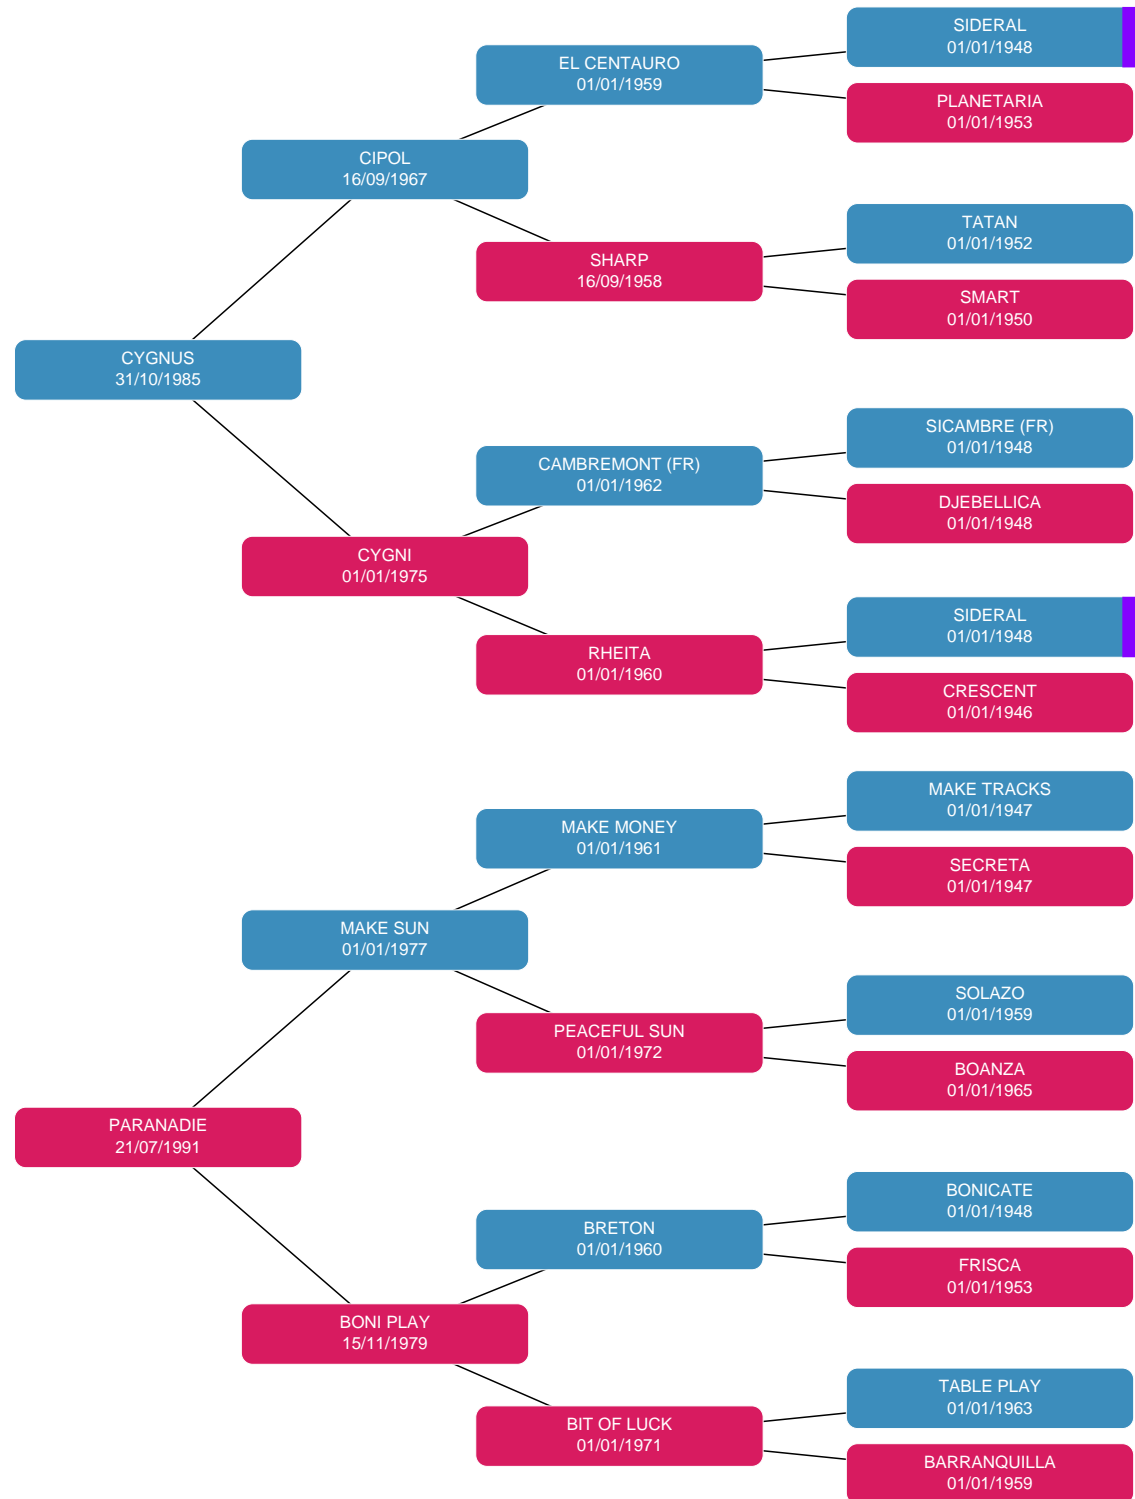 SIDERAL
01/01/1948
EL CENTAURO
01/01/1959
PLANETARIA
01/01/1953
CIPOL
16/09/1967
TATAN
01/01/1952
SHARP
16/09/1958
SMART
01/01/1950
CYGNUS
31/10/1985
SICAMBRE (FR)
01/01/1948
CAMBREMONT (FR)
01/01/1962
DJEBELLICA
01/01/1948
CYGNI
01/01/1975
SIDERAL
01/01/1948
RHEITA
01/01/1960
CRESCENT
01/01/1946
MAKE TRACKS
01/01/1947
MAKE MONEY
01/01/1961
SECRETA
01/01/1947
MAKE SUN
01/01/1977
SOLAZO
01/01/1959
PEACEFUL SUN
01/01/1972
BOANZA
01/01/1965
PARANADIE
21/07/1991
BONICATE
01/01/1948
BRETON
01/01/1960
FRISCA
01/01/1953
BONI PLAY
15/11/1979
TABLE PLAY
01/01/1963
BIT OF LUCK
01/01/1971
BARRANQUILLA
01/01/1959